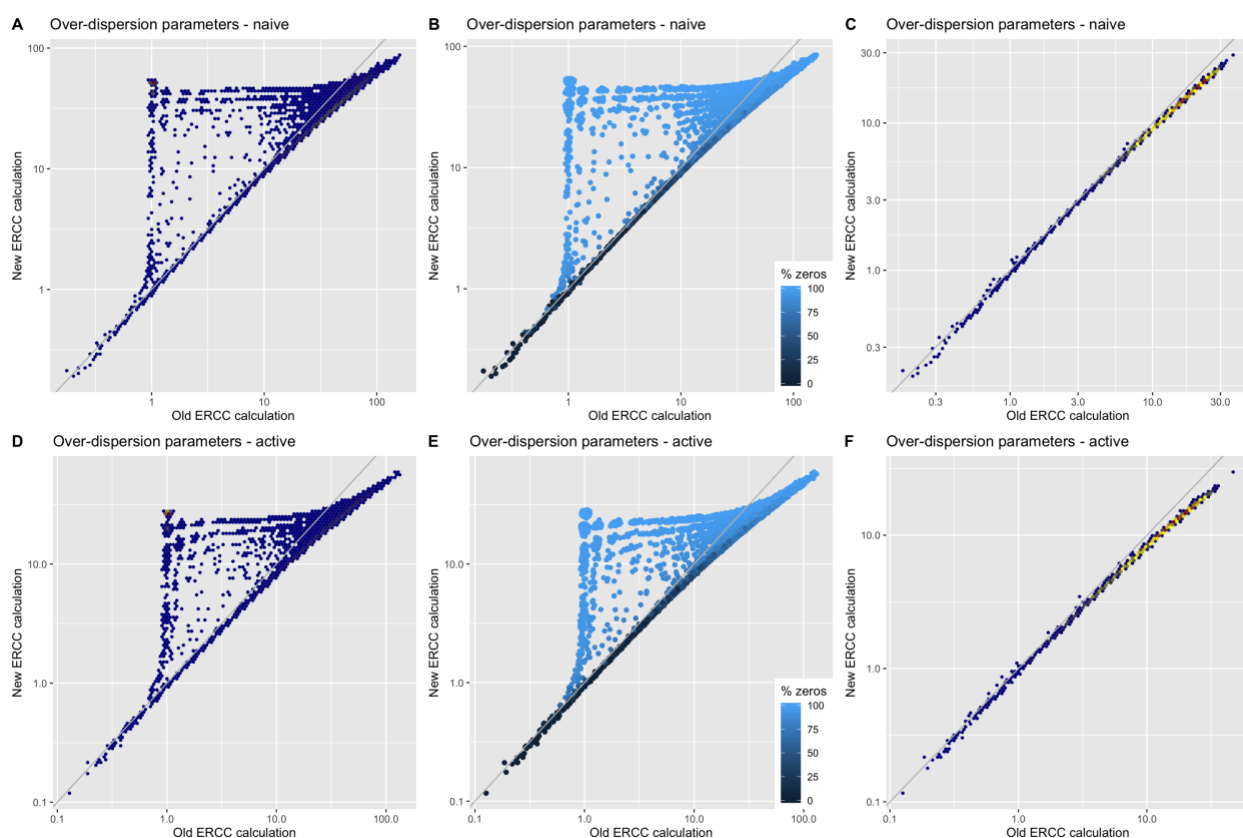 A Over-dispersion parameters - naive
New ERCC calculation
100
10
1
1 10 100
Old ERCC calculation
B Over-dispersion parameters - naive
New ERCC calculation
100
10
1
1 10 100
Old ERCC calculation
% zeros
100
75
50
25
0
C Over-dispersion parameters - naive
New ERCC calculation
30.0
10.0
3.0
1.0
0.3
0.3 1.0 3.0 10.0 30.0
Old ERCC calculation
D Over-dispersion parameters - active
New ERCC calculation
10.0
1.0
0.1
0.1 1.0 10.0 100.0
Old ERCC calculation
E Over-dispersion parameters - active
New ERCC calculation
10.0
1.0
0.1
0.1 1.0 10.0 100.0
Old ERCC calculation
% zeros
100
75
50
25
0
F Over-dispersion parameters - active
New ERCC calculation
10.0
1.0
0.1
0.1 1.0 10.0
Old ERCC calculation